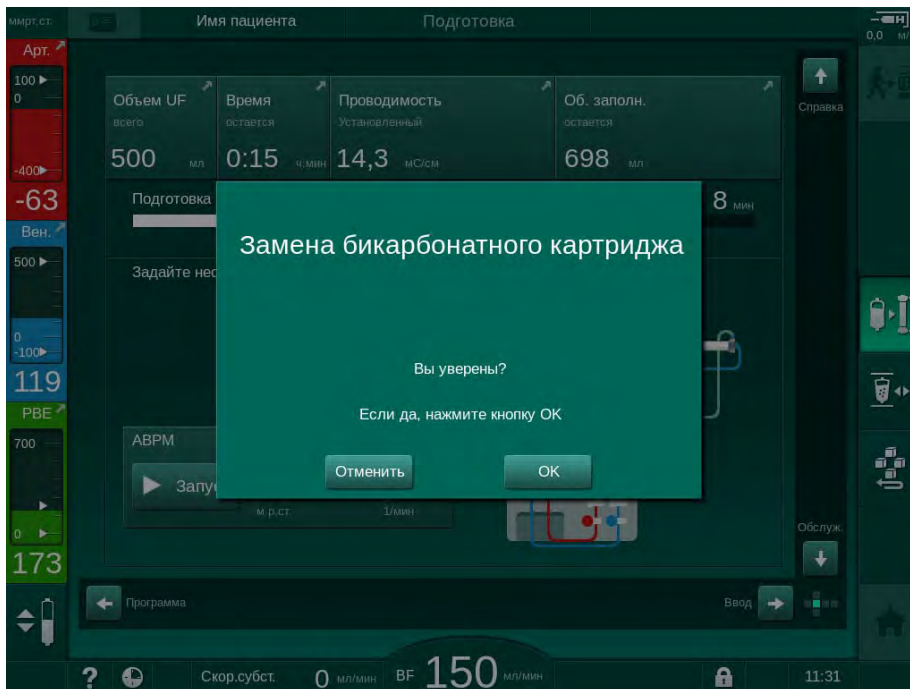 ммрт.ст.
Имя пациента
Подготовка
0,0 м/
Арт.
100
0
-400
-63
Вен.
500
0
-100
119
PBE
700
0
173
Объем UF
всего
500 мл
Время
остается
0:15 ч:мин
Проводимость
Установленный
14,3 мС/см
Об. заполн.
остается
698 мл
Справка
Подготовка
8 мин
Задайте нес
Замена бикарбонатного картриджа
Вы уверены?
Если да, нажмите кнопку OK
Отменить
OK
АВРМ
Запу
м р.ст.
1/мин
Обслуж.
Программа
Ввод
?
Скор.субст. 0 мл/мин
BF 150 мл/мин
11:31